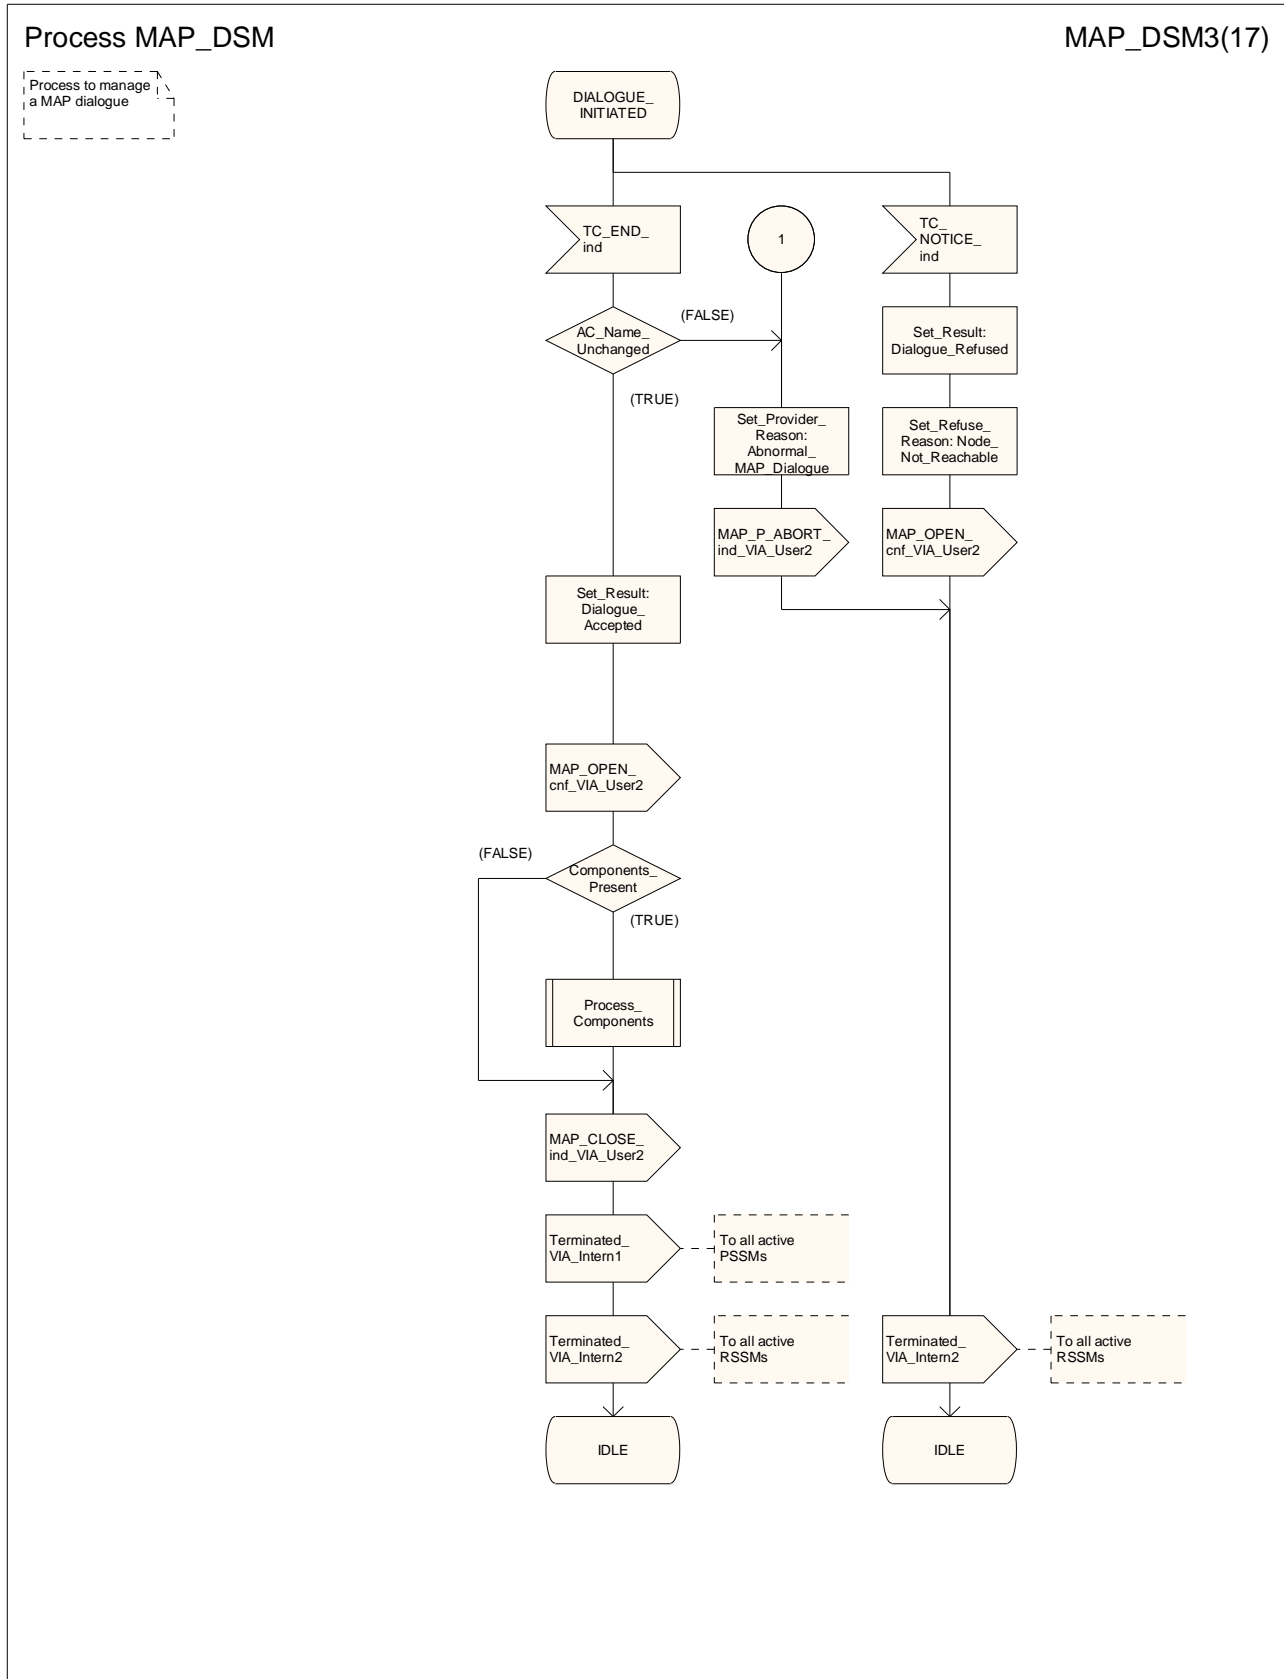 Process MAP_DSM
MAP_DSM3(17)
Process to manage
a MAP dialogue
DIALOGUE_
INITIATED
TC_END_
ind
1
TC_
NOTICE_
ind
AC_Name_
Unchanged
(FALSE)
(TRUE)
Set_Result:
Dialogue_Refused
Set_Provider_
Reason:
Abnormal_
MAP_Dialogue
Set_Refuse_
Reason: Node_
Not_Reachable
MAP_P_ABORT_
ind_VIA_User2
MAP_OPEN_
cnf_VIA_User2
Set_Result:
Dialogue_
Accepted
MAP_OPEN_
cnf_VIA_User2
(FALSE)
Components_
Present
(TRUE)
Process_
Components
MAP_CLOSE_
ind_VIA_User2
Terminated_
VIA_Intern1
To all active
PSSMs
Terminated_
VIA_Intern2
To all active
RSSMs
Terminated_
VIA_Intern2
To all active
RSSMs
IDLE
IDLE